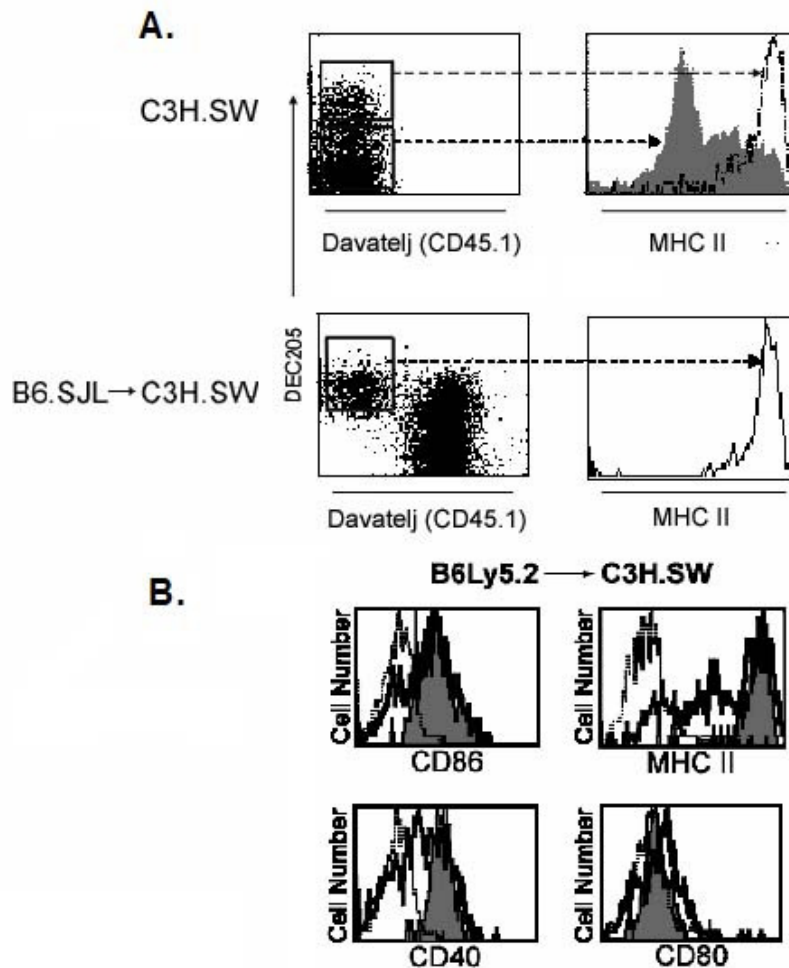 A.
C3H.SW
Davatelj (CD45.1)
MHC II
DEC205
B6.SJL→C3H.SW
Davatelj (CD45.1)
MHC II
B.
B6Ly5.2 → C3H.SW
Cell Number
CD86
Cell Number
MHC II
Cell Number
CD40
Cell Number
CD80